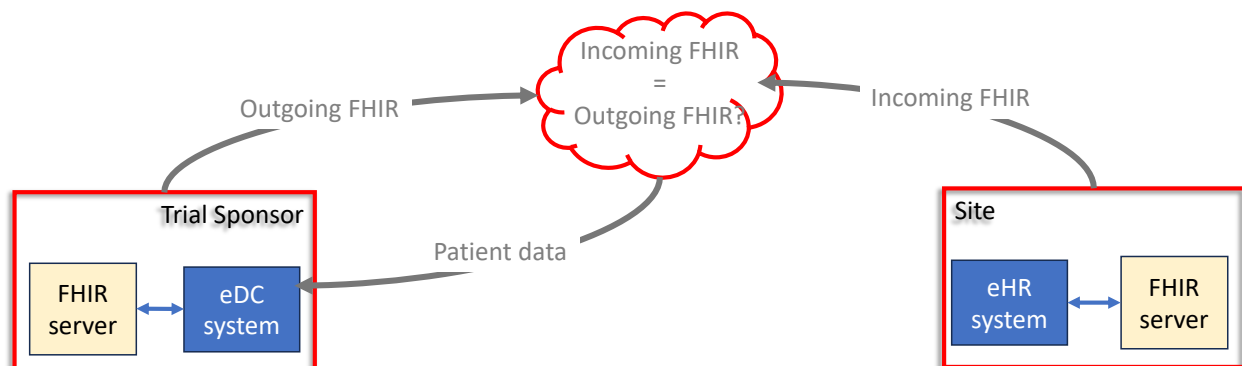 Incoming FHIR
=
Outgoing FHIR?
Outgoing FHIR
Incoming FHIR
Trial Sponsor
Site
Patient data
FHIR
server
eDC
system
eHR
system
FHIR
server